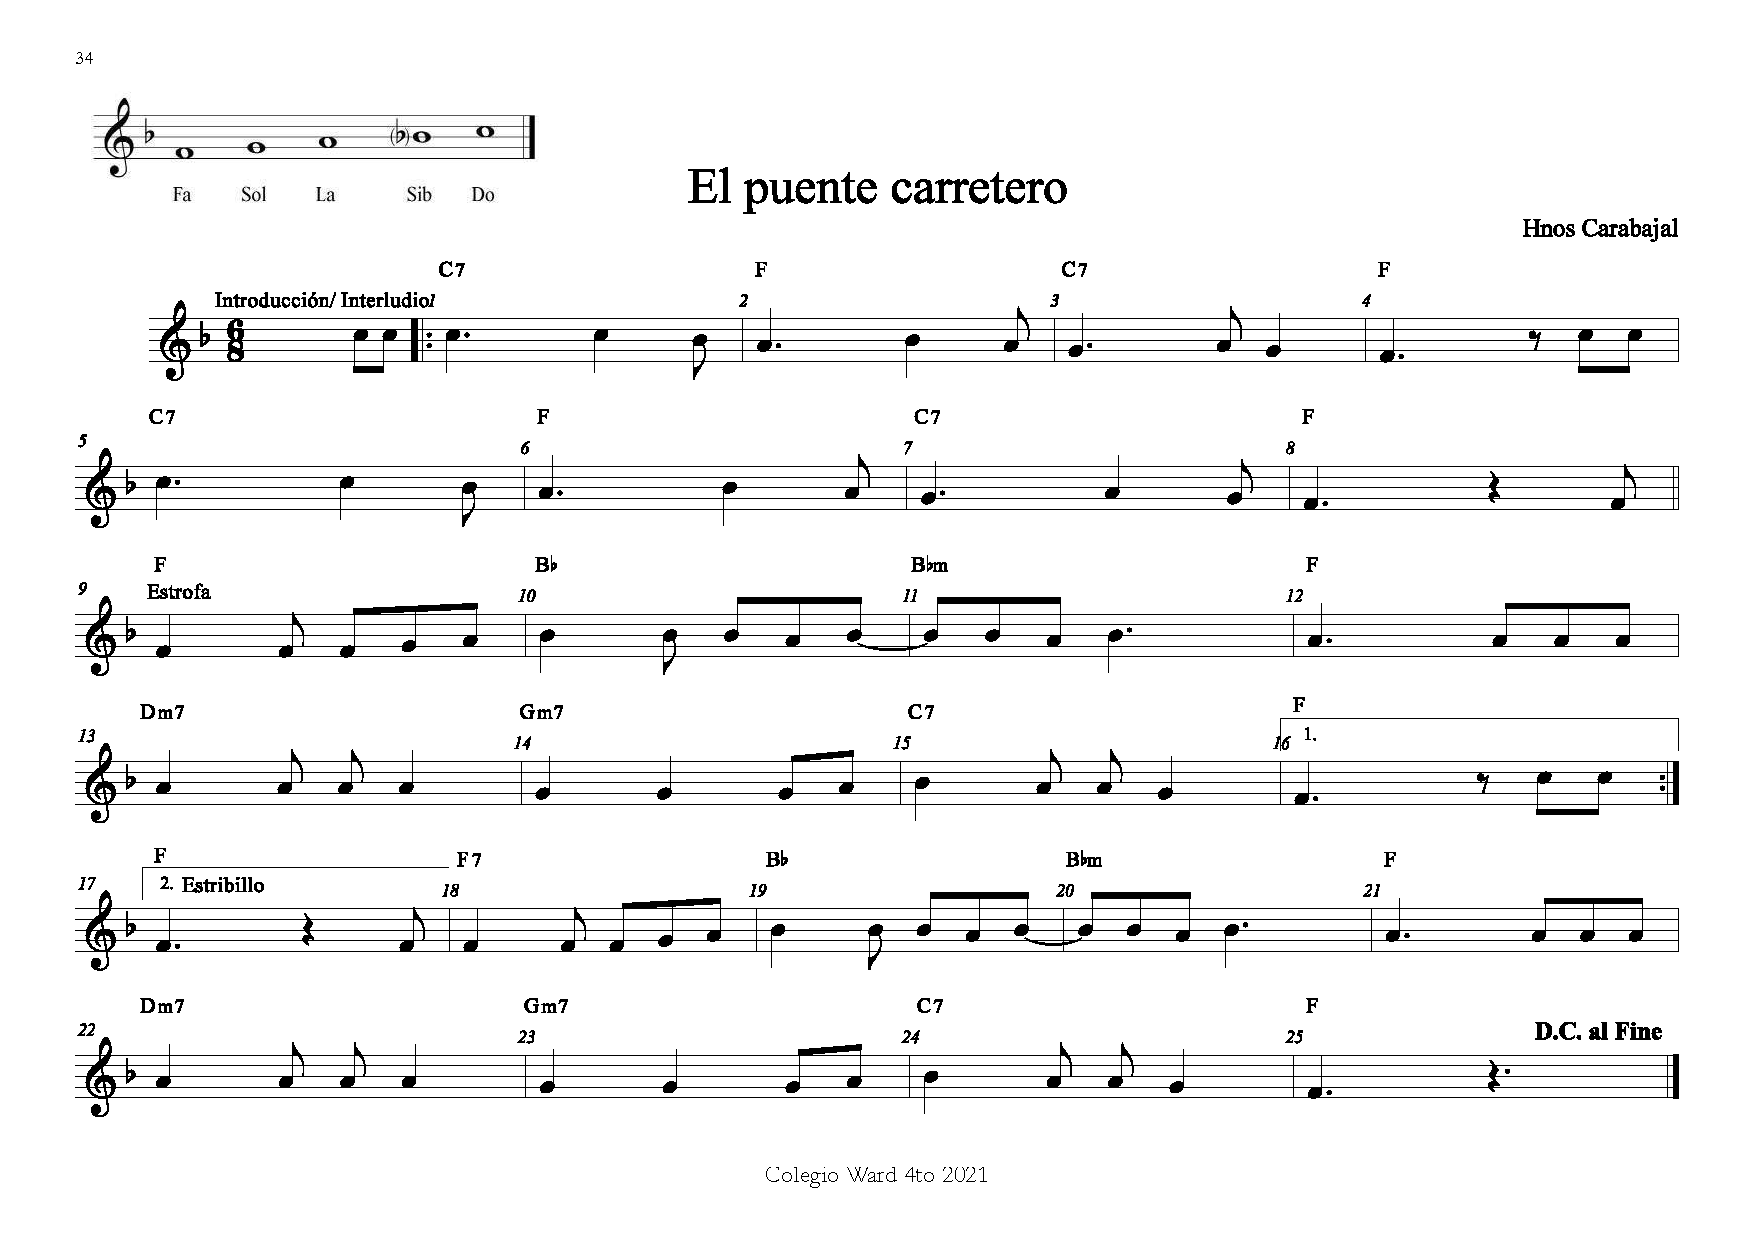 34
Fa Sol La Sib Do
El puente carretero
Hnos Carabajal
C7 F C7 F
Introducción/ Interludio1 2 3 4
6
8
C7 F C7 F
5 6 7 8
F B♭ B♭m F
9 Estrofa 10 11 12
Dm7 Gm7 C7 F
13 14 15 16 1.
F F7 B♭ B♭m F
17 2. Estribillo 18 19 20 21
Dm7 Gm7 C7 F
22 23 24 25 D.C. al Fine
Colegio Ward 4to 2021